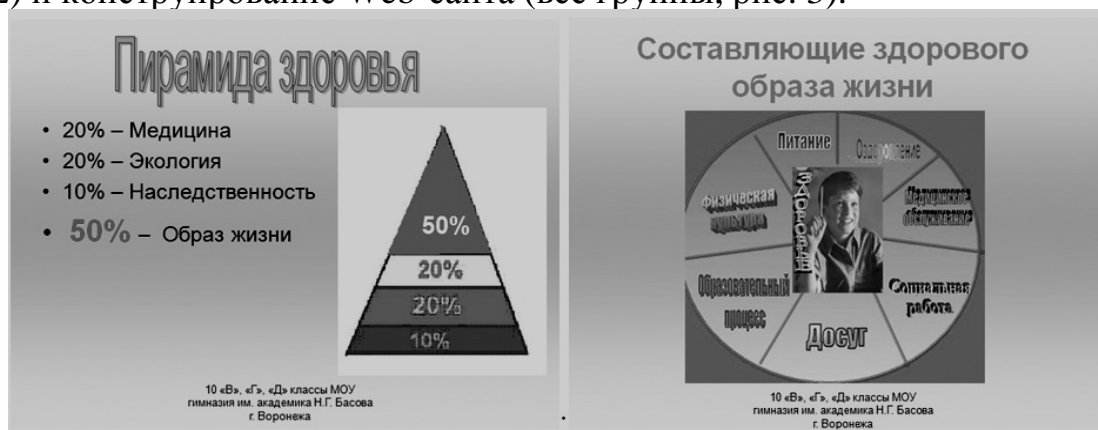 и конструирование Web-сайта (все группы, рис. 3).
Пирамида здоровья
• 20% – Медицина
• 20% – Экология
• 10% – Наследственность
• 50% – Образ жизни
50%
20%
20%
10%
10 «В», «Г», «Д» классы МОУ
гимназия им. академика Н.Г. Басова
г. Воронежа
.
Составляющие здорового
образа жизни
Питание
Оздоровление
Медицинское
обслуживание
Социальная
работа
Досуг
Образовательный
процесс
Физическая
культура
10 «В», «Г», «Д» классы МОУ
гимназия им. академика Н.Г. Басова
г. Воронежа